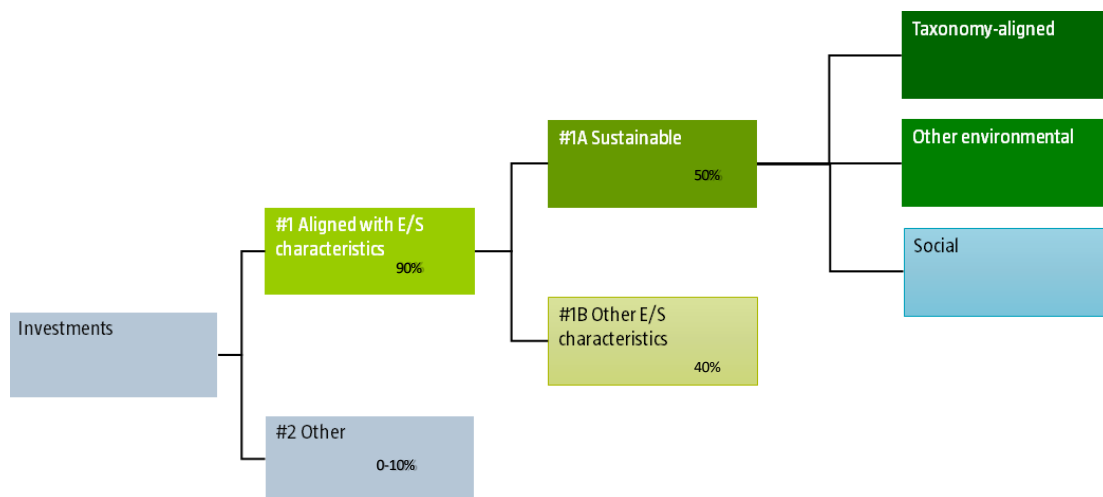 Taxonomy-aligned
#1A Sustainable
50%
Other environmental
#1 Aligned with E/S
characteristics
90%
Social
Investments
#1B Other E/S
characteristics
40%
#2 Other
0-10%